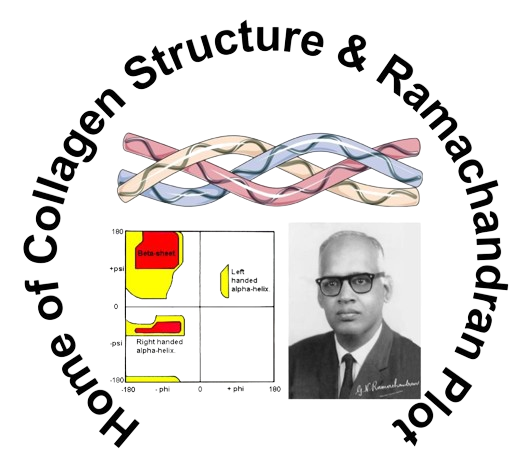 Home of Collagen Structure & Ramachandran Plot
180
Beta-sheet
+psi
Left
handed
alpha-helix.
0
-psi
Right handed
alpha-helix.
-180
-180
- phi
0
+ phi
180
G.N Ramachandran